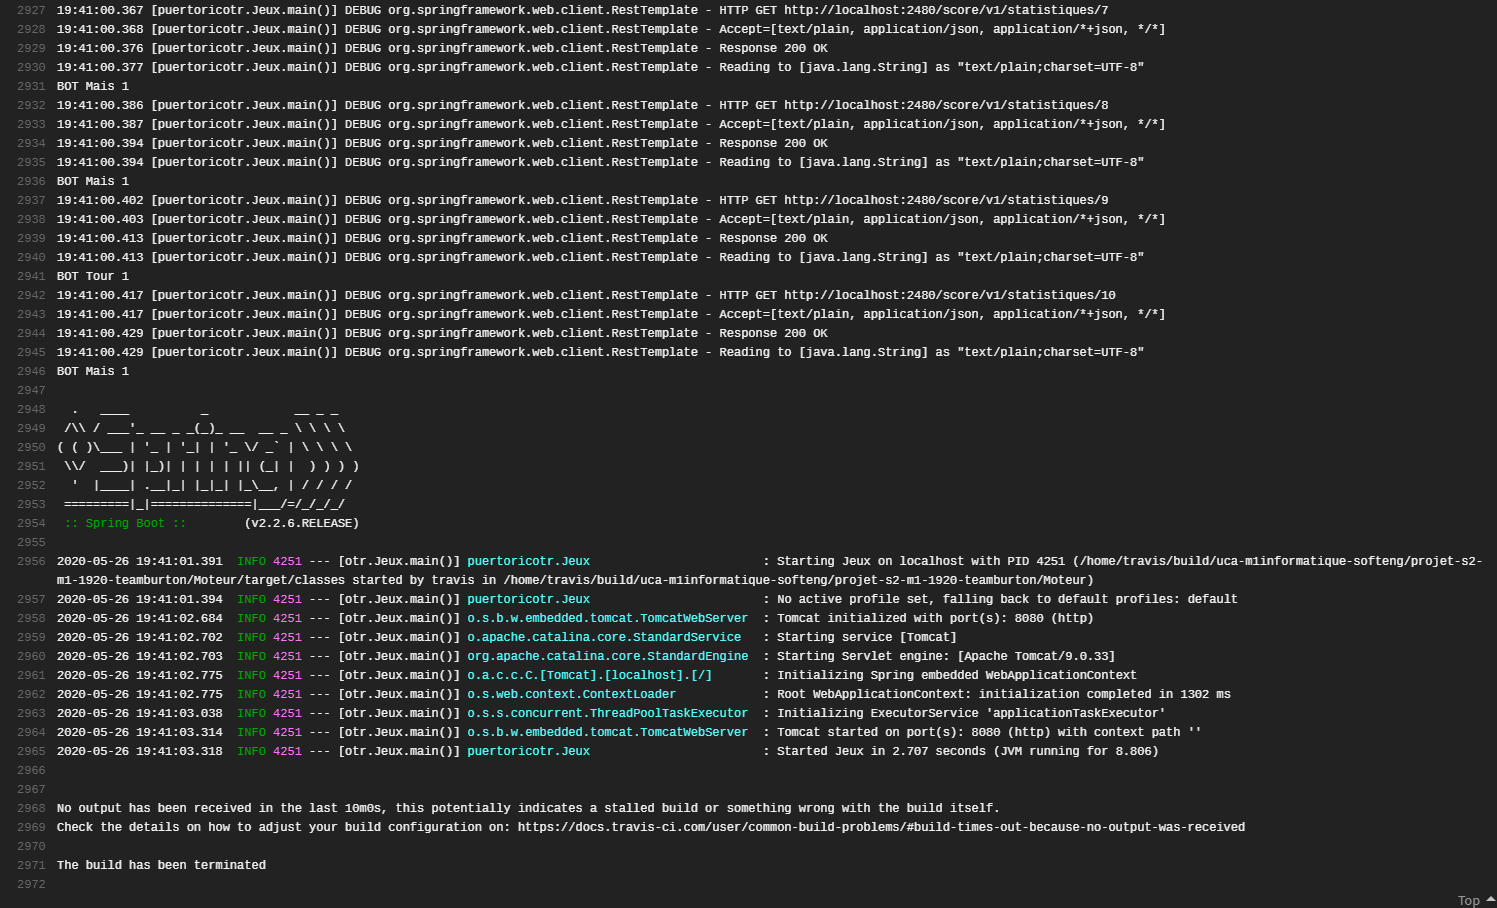 2927 19:41:00.367 [puertoricotr.Jeux.main()] DEBUG org.springframework.web.client.RestTemplate - HTTP GET http://localhost:2480/score/v1/statistiques/7
2928 19:41:00.368 [puertoricotr.Jeux.main()] DEBUG org.springframework.web.client.RestTemplate - Accept=[text/plain, application/json, application/*+json, */*]
2929 19:41:00.376 [puertoricotr.Jeux.main()] DEBUG org.springframework.web.client.RestTemplate - Response 200 OK
2930 19:41:00.377 [puertoricotr.Jeux.main()] DEBUG org.springframework.web.client.RestTemplate - Reading to [java.lang.String] as "text/plain;charset=UTF-8"
2931 BOT Mais 1
2932 19:41:00.386 [puertoricotr.Jeux.main()] DEBUG org.springframework.web.client.RestTemplate - HTTP GET http://localhost:2480/score/v1/statistiques/8
2933 19:41:00.387 [puertoricotr.Jeux.main()] DEBUG org.springframework.web.client.RestTemplate - Accept=[text/plain, application/json, application/*+json, */*]
2934 19:41:00.394 [puertoricotr.Jeux.main()] DEBUG org.springframework.web.client.RestTemplate - Response 200 OK
2935 19:41:00.394 [puertoricotr.Jeux.main()] DEBUG org.springframework.web.client.RestTemplate - Reading to [java.lang.String] as "text/plain;charset=UTF-8"
2936 BOT Mais 1
2937 19:41:00.402 [puertoricotr.Jeux.main()] DEBUG org.springframework.web.client.RestTemplate - HTTP GET http://localhost:2480/score/v1/statistiques/9
2938 19:41:00.403 [puertoricotr.Jeux.main()] DEBUG org.springframework.web.client.RestTemplate - Accept=[text/plain, application/json, application/*+json, */*]
2939 19:41:00.413 [puertoricotr.Jeux.main()] DEBUG org.springframework.web.client.RestTemplate - Response 200 OK
2940 19:41:00.413 [puertoricotr.Jeux.main()] DEBUG org.springframework.web.client.RestTemplate - Reading to [java.lang.String] as "text/plain;charset=UTF-8"
2941 BOT Tour 1
2942 19:41:00.417 [puertoricotr.Jeux.main()] DEBUG org.springframework.web.client.RestTemplate - HTTP GET http://localhost:2480/score/v1/statistiques/10
2943 19:41:00.417 [puertoricotr.Jeux.main()] DEBUG org.springframework.web.client.RestTemplate - Accept=[text/plain, application/json, application/*+json, */*]
2944 19:41:00.429 [puertoricotr.Jeux.main()] DEBUG org.springframework.web.client.RestTemplate - Response 200 OK
2945 19:41:00.429 [puertoricotr.Jeux.main()] DEBUG org.springframework.web.client.RestTemplate - Reading to [java.lang.String] as "text/plain;charset=UTF-8"
2946 BOT Mais 1
2947
2948   .   ____          _            __ _ _
2949  /\\ / ___'_ __ _ _(_)_ __  __ _ \ \ \ \
2950 ( ( )\___ | '_ | '_| | '_ \/ _` | \ \ \ \
2951  \\/  ___)| |_)| | | | | || (_| |  ) ) ) )
2952   '  |____| .__|_| |_|_| |_\__, | / / / /
2953  =========|_|==============|___/=/_/_/_/
2954  :: Spring Boot ::        (v2.2.6.RELEASE)
2955
2956 2020-05-26 19:41:01.391  INFO 4251 --- [otr.Jeux.main()] puertoricotr.Jeux                        : Starting Jeux on localhost with PID 4251 (/home/travis/build/uca-m1informatique-softeng/projet-s2-
m1-1920-teamburton/Moteur/target/classes started by travis in /home/travis/build/uca-m1informatique-softeng/projet-s2-m1-1920-teamburton/Moteur)
2957 2020-05-26 19:41:01.394  INFO 4251 --- [otr.Jeux.main()] puertoricotr.Jeux                        : No active profile set, falling back to default profiles: default
2958 2020-05-26 19:41:02.684  INFO 4251 --- [otr.Jeux.main()] o.s.b.w.embedded.tomcat.TomcatWebServer  : Tomcat initialized with port(s): 8080 (http)
2959 2020-05-26 19:41:02.702  INFO 4251 --- [otr.Jeux.main()] o.apache.catalina.core.StandardService   : Starting service [Tomcat]
2960 2020-05-26 19:41:02.703  INFO 4251 --- [otr.Jeux.main()] org.apache.catalina.core.StandardEngine  : Starting Servlet engine: [Apache Tomcat/9.0.33]
2961 2020-05-26 19:41:02.775  INFO 4251 --- [otr.Jeux.main()] o.a.c.c.C.[Tomcat].[localhost].[/]       : Initializing Spring embedded WebApplicationContext
2962 2020-05-26 19:41:02.775  INFO 4251 --- [otr.Jeux.main()] o.s.web.context.ContextLoader            : Root WebApplicationContext: initialization completed in 1302 ms
2963 2020-05-26 19:41:03.038  INFO 4251 --- [otr.Jeux.main()] o.s.s.concurrent.ThreadPoolTaskExecutor  : Initializing ExecutorService 'applicationTaskExecutor'
2964 2020-05-26 19:41:03.314  INFO 4251 --- [otr.Jeux.main()] o.s.b.w.embedded.tomcat.TomcatWebServer  : Tomcat started on port(s): 8080 (http) with context path ''
2965 2020-05-26 19:41:03.318  INFO 4251 --- [otr.Jeux.main()] puertoricotr.Jeux                        : Started Jeux in 2.707 seconds (JVM running for 8.806)
2966
2967
2968 No output has been received in the last 10m0s, this potentially indicates a stalled build or something wrong with the build itself.
2969 Check the details on how to adjust your build configuration on: https://docs.travis-ci.com/user/common-build-problems/#build-times-out-because-no-output-was-received
2970
2971 The build has been terminated
2972
Top